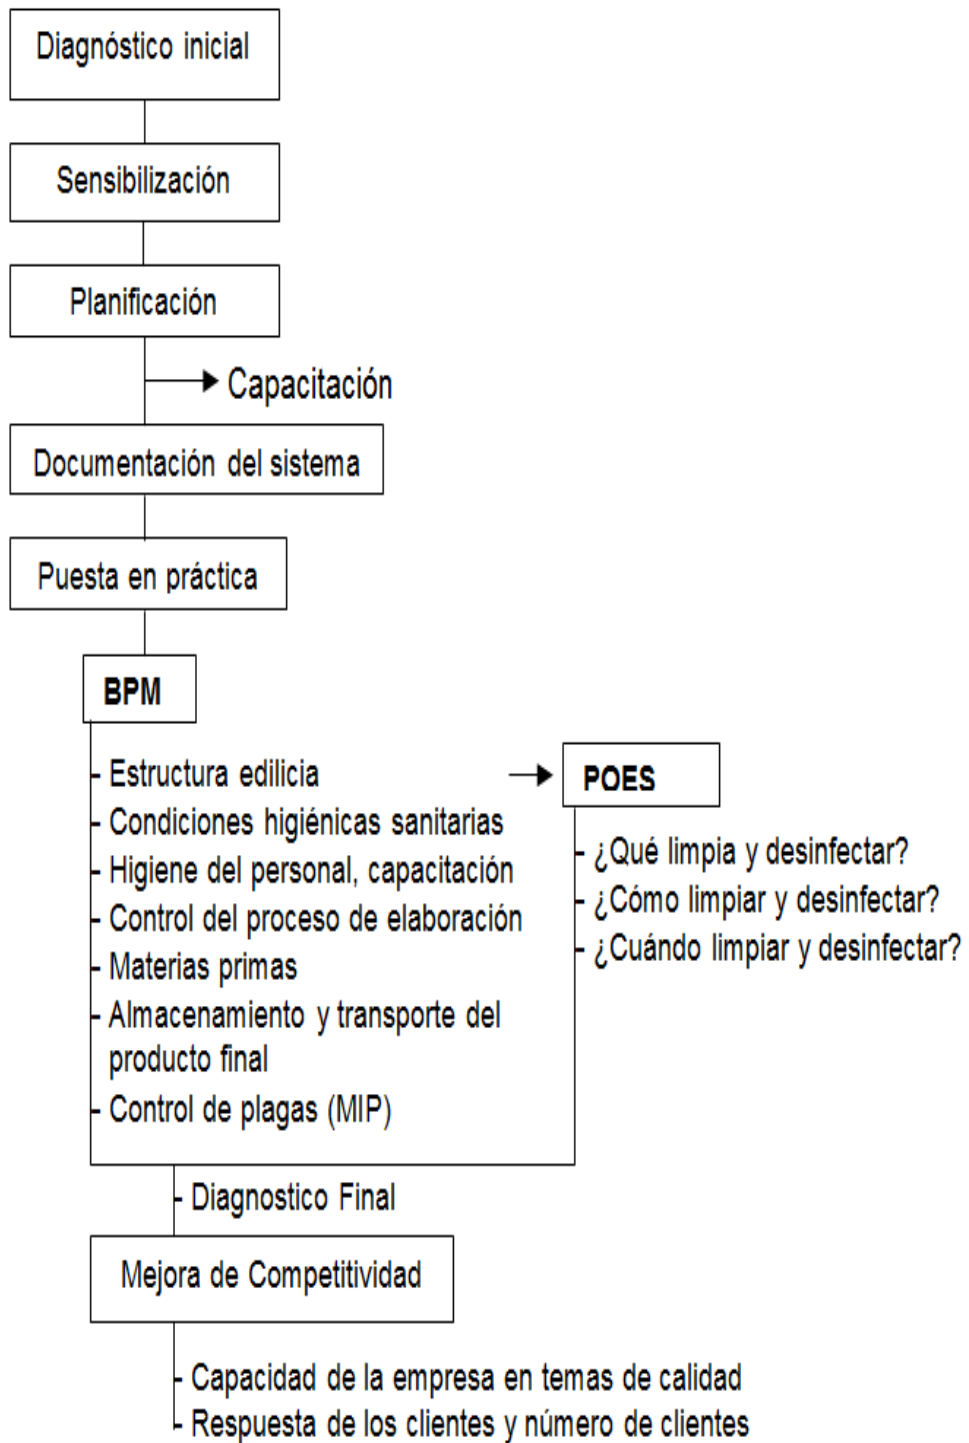 Diagnóstico inicial
Sensibilización
Planificación
Capacitación
Documentación del sistema
Puesta en práctica
BPM
- Estructura edilicia
- Condiciones higiénicas sanitarias
- Higiene del personal, capacitación
- Control del proceso de elaboración
- Materias primas
- Almacenamiento y transporte del
producto final
- Control de plagas (MIP)
POES
- ¿Qué limpia y desinfectar?
- ¿Cómo limpiar y desinfectar?
- ¿Cuándo limpiar y desinfectar?
- Diagnostico Final
Mejora de Competitividad
- Capacidad de la empresa en temas de calidad
- Respuesta de los clientes y número de clientes